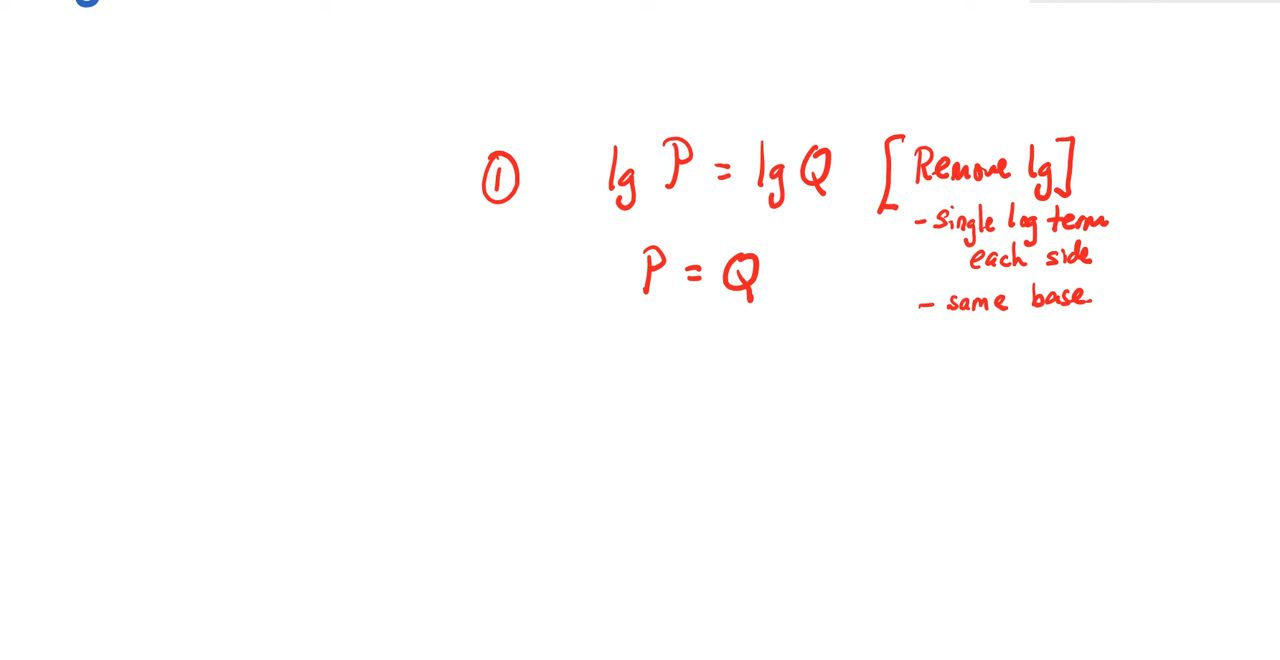 ① lg P = lg Q [Remove lg]
- single log term
each side
P = Q
- same base